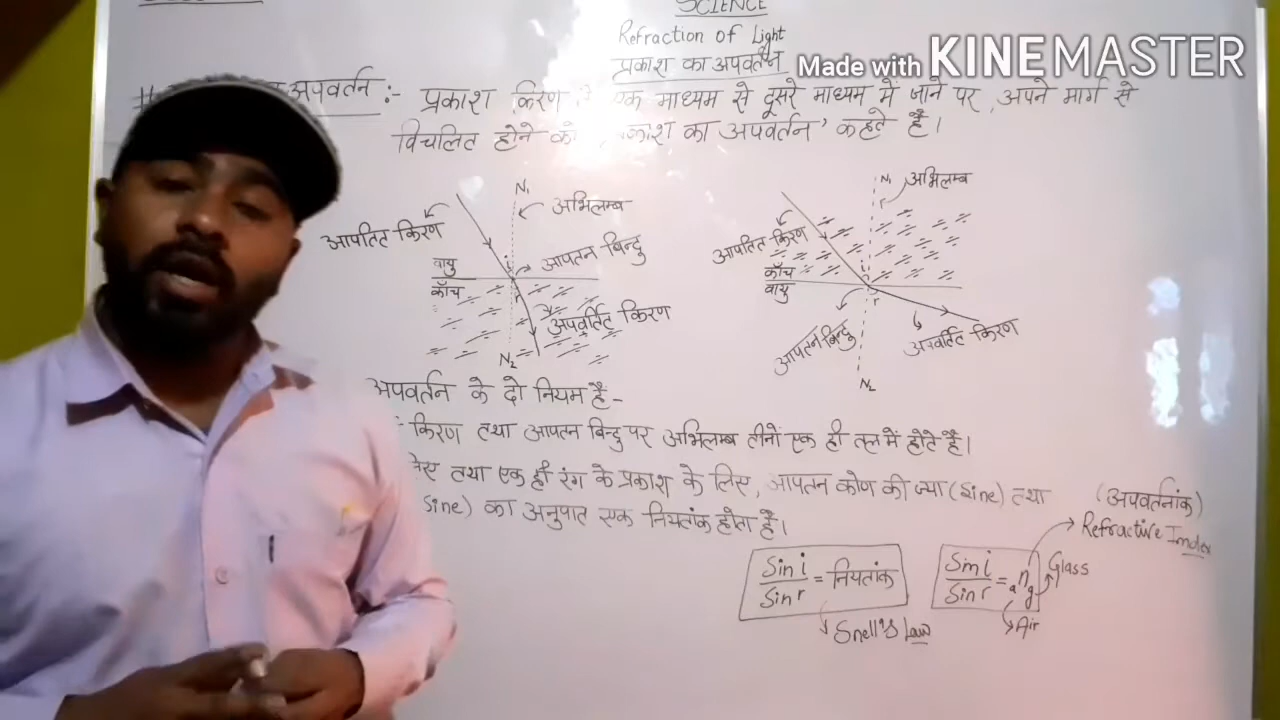 SCIENCE
Refraction of Light
प्रकाश का अपवर्तन
Made with KINEMASTER
# अपवर्तन :- प्रकाश किरण एक माध्यम से दूसरे माध्यम में जाने पर, अपने मार्ग से
विचलित होने को का अपवर्तन' कहते हैं।
N₁
अभिलम्ब
आपतित किरण
आपतन बिन्दु
वायु
काँच
i
r
अपवर्तित किरण
N₂
N₁
अभिलम्ब
आपतित किरण
काँच
वायु
i
r
आपतन बिन्दु
अपवर्तित किरण
N₂
अपवर्तन के दो नियम हैं-
किरण तथा आपतन बिन्दु पर अभिलम्ब तीनों एक ही तल में होते हैं।
तथा एक ही रंग के प्रकाश के लिए, आपतन कोण की ज्या (Sine) तथा
Sine) का अनुपात एक नियतांक होता है।
(अपवर्तनांक)
Refractive Index
Sin i / Sin r = नियतांक
Snell's Law
Sin i / Sin r = ₐng
Glass
Air